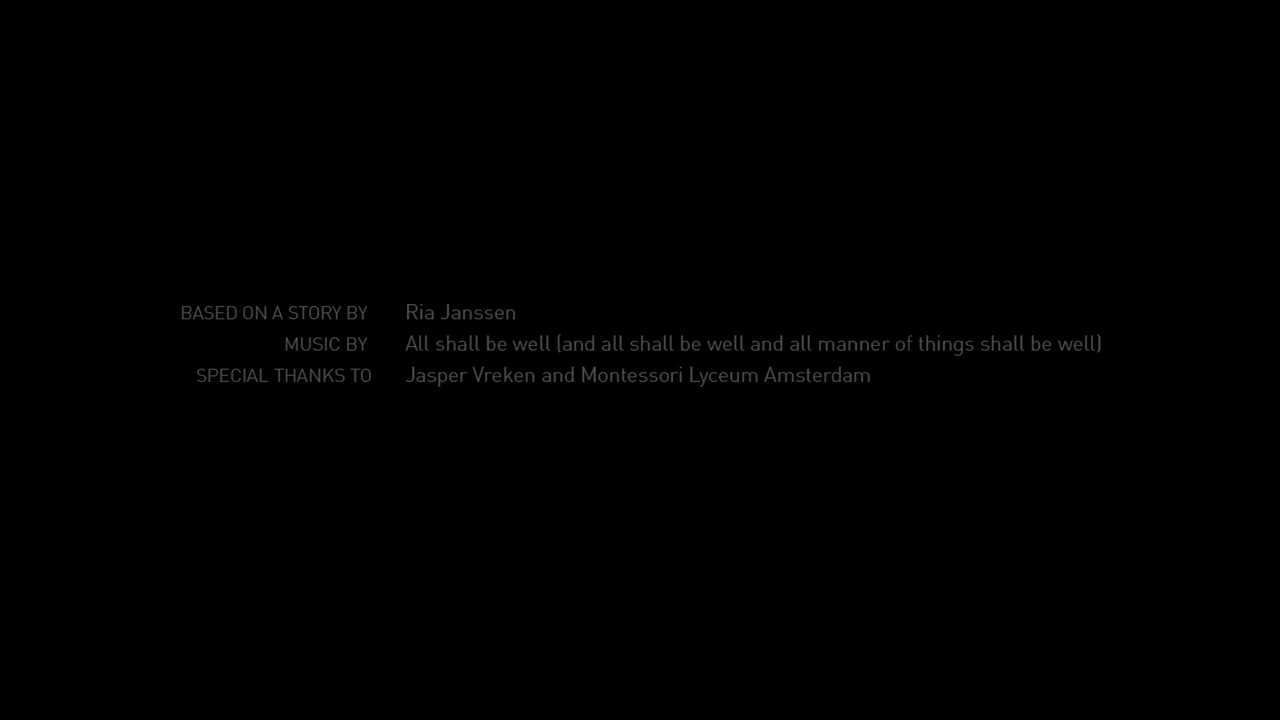 BASED ON A STORY BY Ria Janssen
MUSIC BY All shall be well (and all shall be well and all manner of things shall be well)
SPECIAL THANKS TO Jasper Vreken and Montessori Lyceum Amsterdam